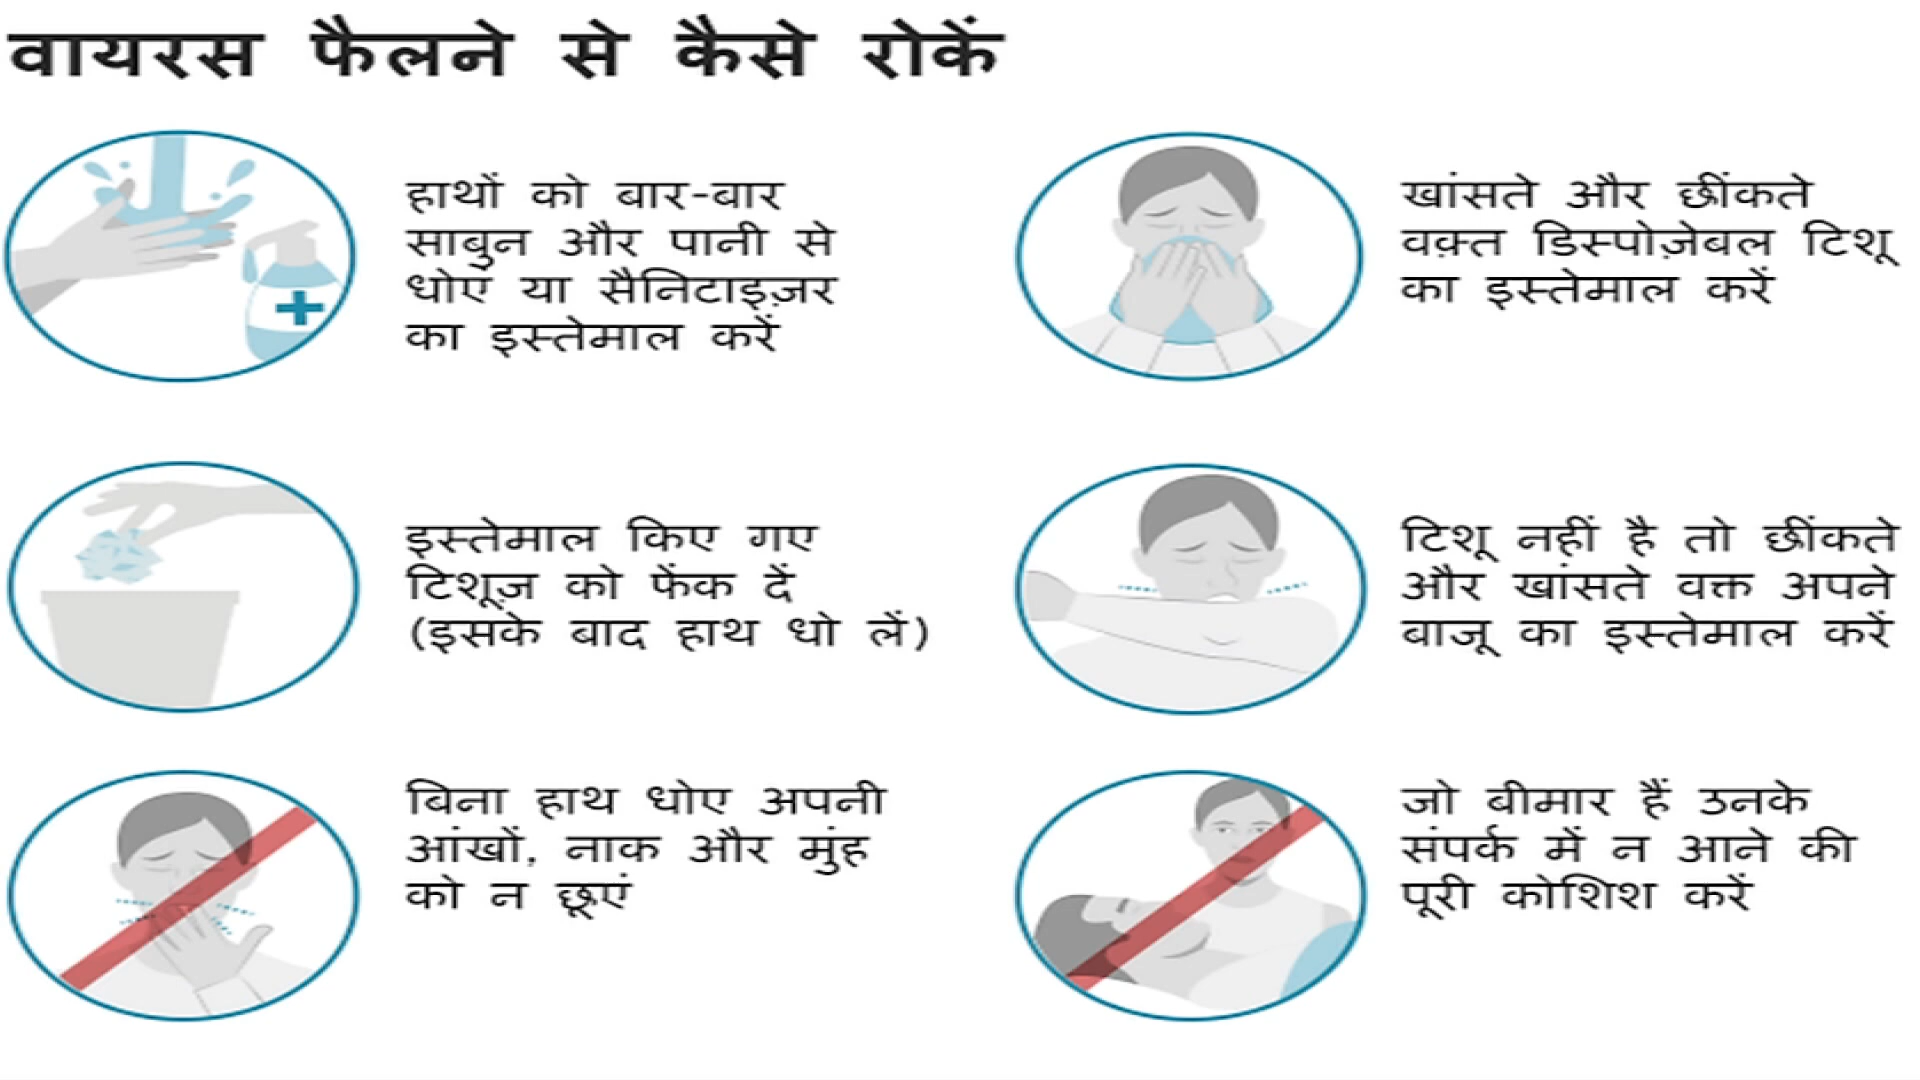 वायरस फैलने से कैसे रोकें
हाथों को बार-बार
साबुन और पानी से
धोएं या सैनिटाइज़र
का इस्तेमाल करें
खांसते और छींकते
वक़्त डिस्पोज़ेबल टिशू
का इस्तेमाल करें
इस्तेमाल किए गए
टिशूज़ को फेंक दें
(इसके बाद हाथ धो लें)
टिशू नहीं है तो छींकते
और खांसते वक्त अपने
बाजू का इस्तेमाल करें
बिना हाथ धोए अपनी
आंखों, नाक और मुंह
को न छूएं
जो बीमार हैं उनके
संपर्क में न आने की
पूरी कोशिश करें